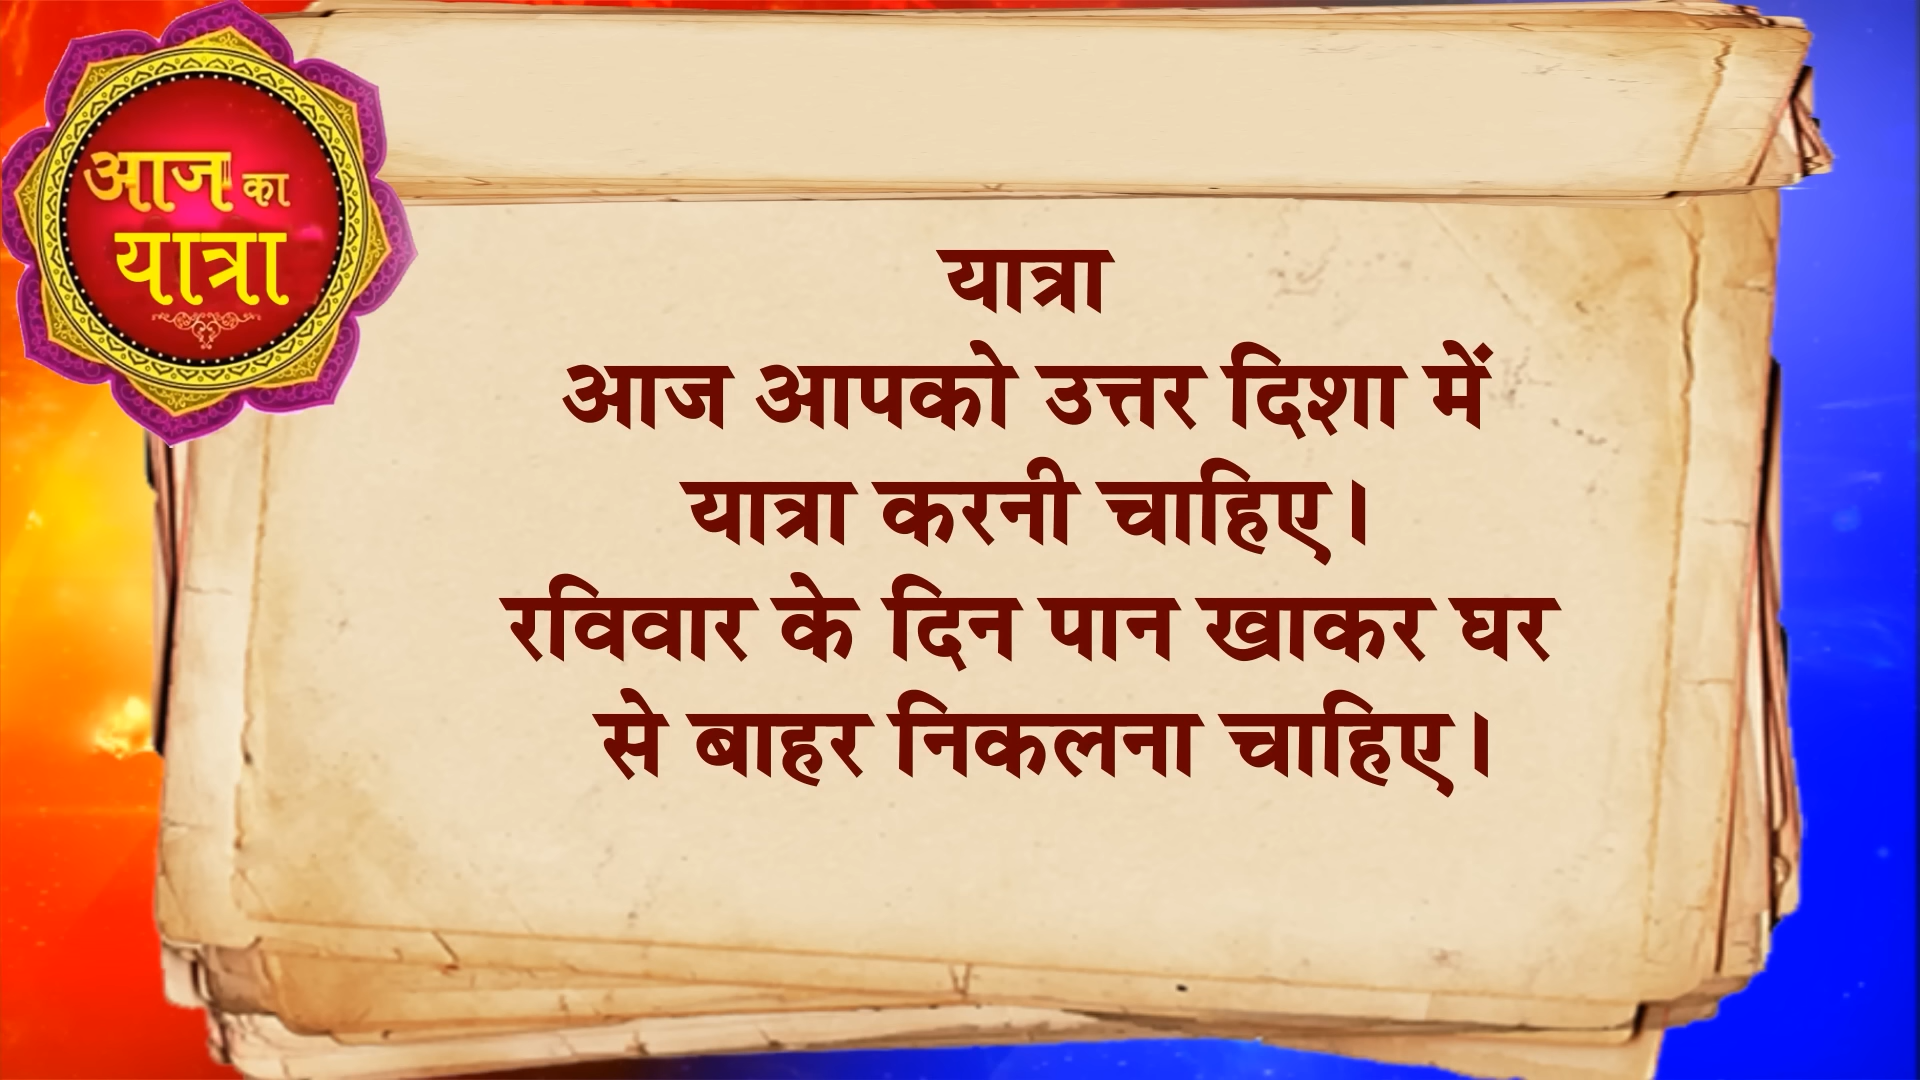 आज का
यात्रा
यात्रा
आज आपको उत्तर दिशा में
यात्रा करनी चाहिए।
रविवार के दिन पान खाकर घर
से बाहर निकलना चाहिए।